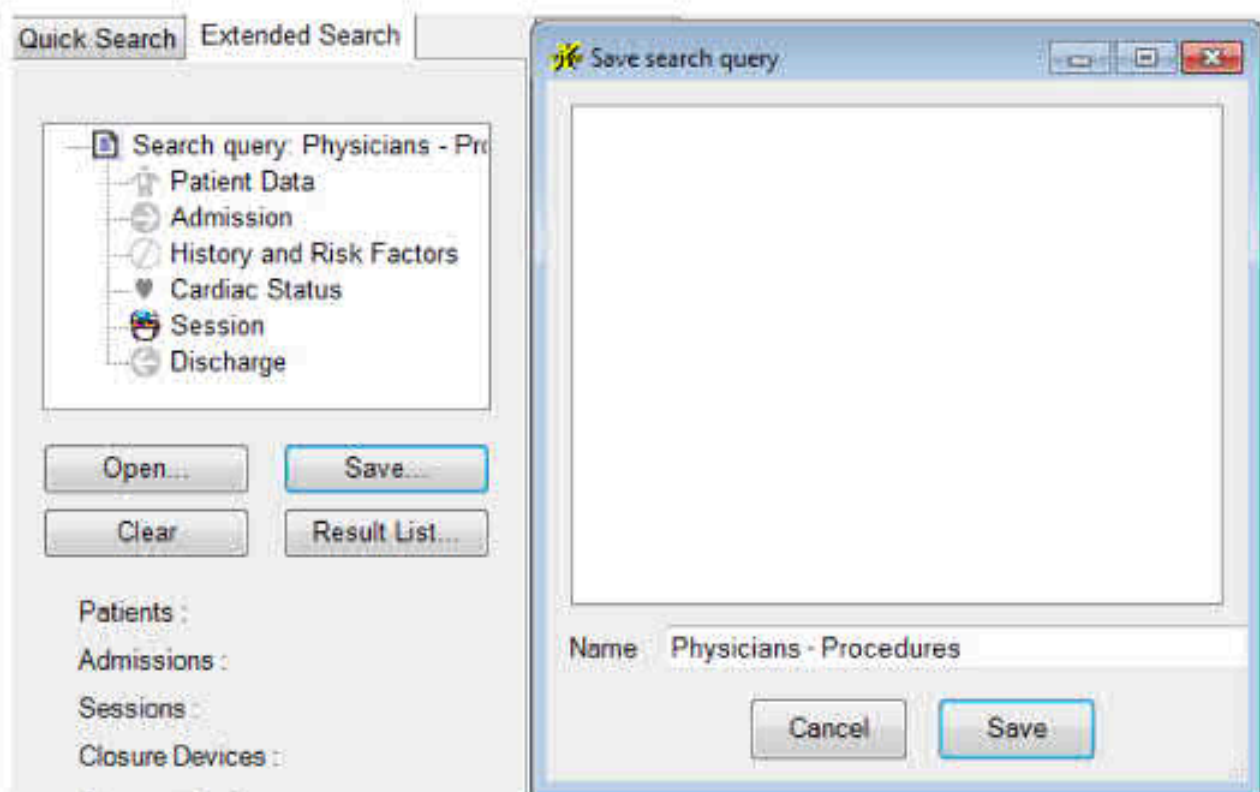 Quick Search
Extended Search
Search query: Physicians - Pro
Patient Data
Admission
History and Risk Factors
Cardiac Status
Session
Discharge
Open...
Save...
Clear
Result List...
Patients :
Admissions :
Sessions :
Closure Devices :
Save search query
Name
Physicians - Procedures
Cancel
Save